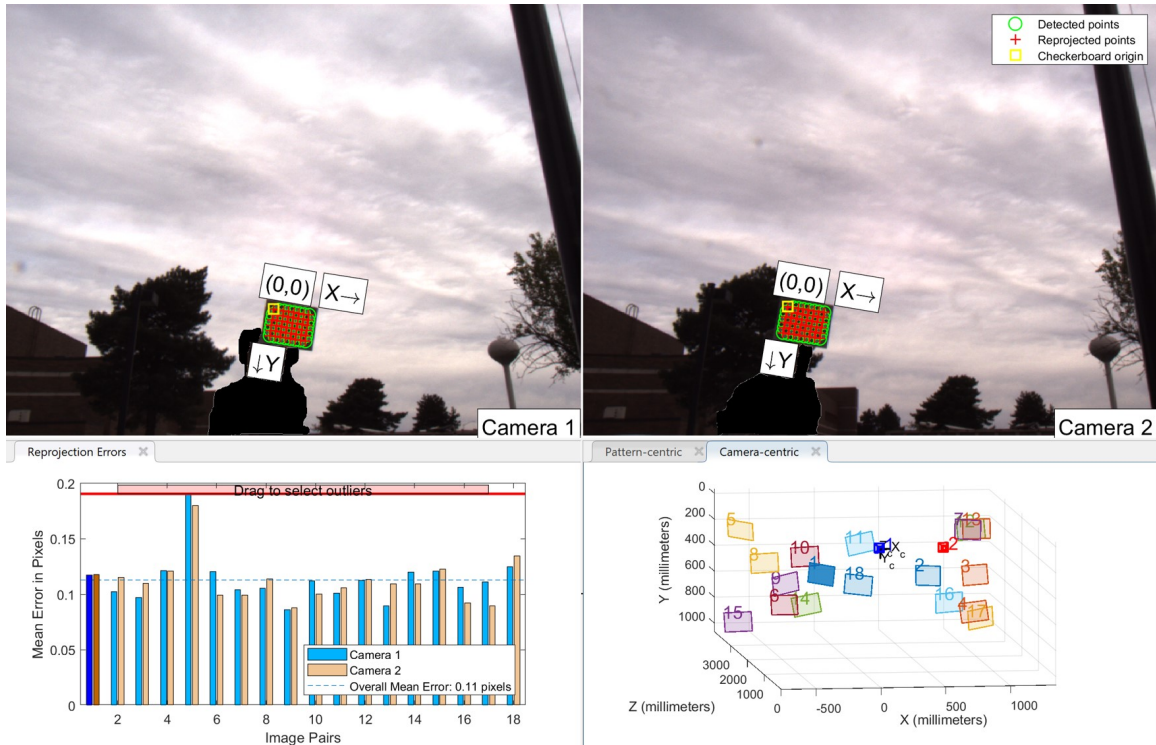 Detected points
Reprojected points
Checkerboard origin
(0,0)
X→
↓Y
Camera 1
(0,0)
X→
↓Y
Camera 2
Reprojection Errors
Pattern-centric
Camera-centric
Drag to select outliers
Mean Error in Pixels
0.2
0.15
0.1
0.05
0
Camera 1
Camera 2
Overall Mean Error: 0.11 pixels
2 4 6 8 10 12 14 16 18
Image Pairs
Y (millimeters)
0
200
400
600
800
1000
5
8
10
11
9
1
18
6
14
15
1
Xc
Yc
2
7
13
2
3
16
4
17
3000
2000
1000
Z (millimeters)
0 -500 0 500 1000
X (millimeters)